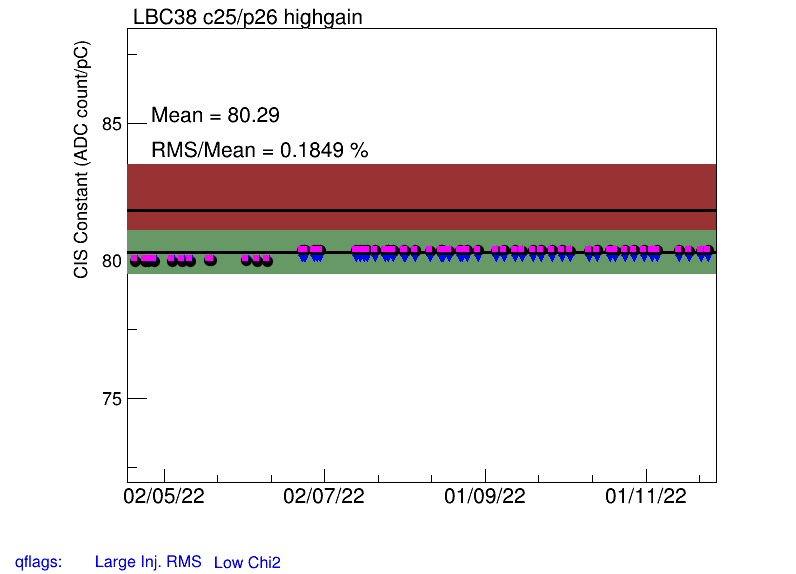 LBC38 c25/p26 highgain
CIS Constant (ADC count/pC)
Mean = 80.29
RMS/Mean = 0.1849 %
85
80
75
02/05/22 02/07/22 01/09/22 01/11/22
qflags: Large Inj. RMS Low Chi2